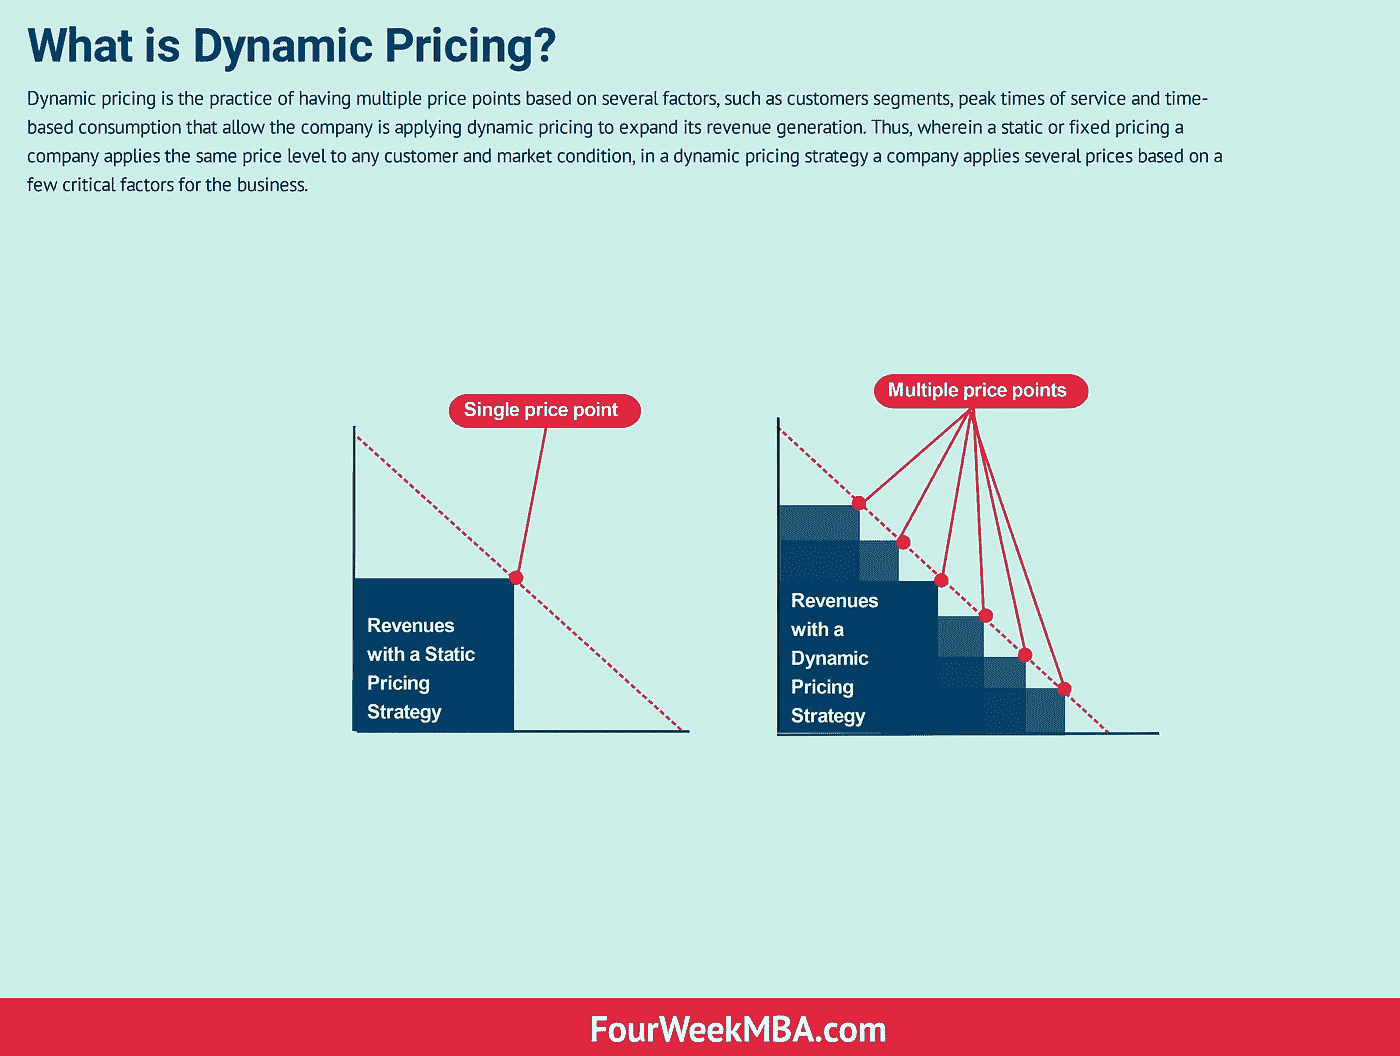 What is Dynamic Pricing?
Dynamic pricing is the practice of having multiple price points based on several factors, such as customers segments, peak times of service and time-
based consumption that allow the company is applying dynamic pricing to expand its revenue generation. Thus, wherein a static or fixed pricing a
company applies the same price level to any customer and market condition, in a dynamic pricing strategy a company applies several prices based on a
few critical factors for the business.
Single price point
Revenues
with a Static
Pricing
Strategy
Multiple price points
Revenues
with a
Dynamic
Pricing
Strategy
FourWeekMBA.com